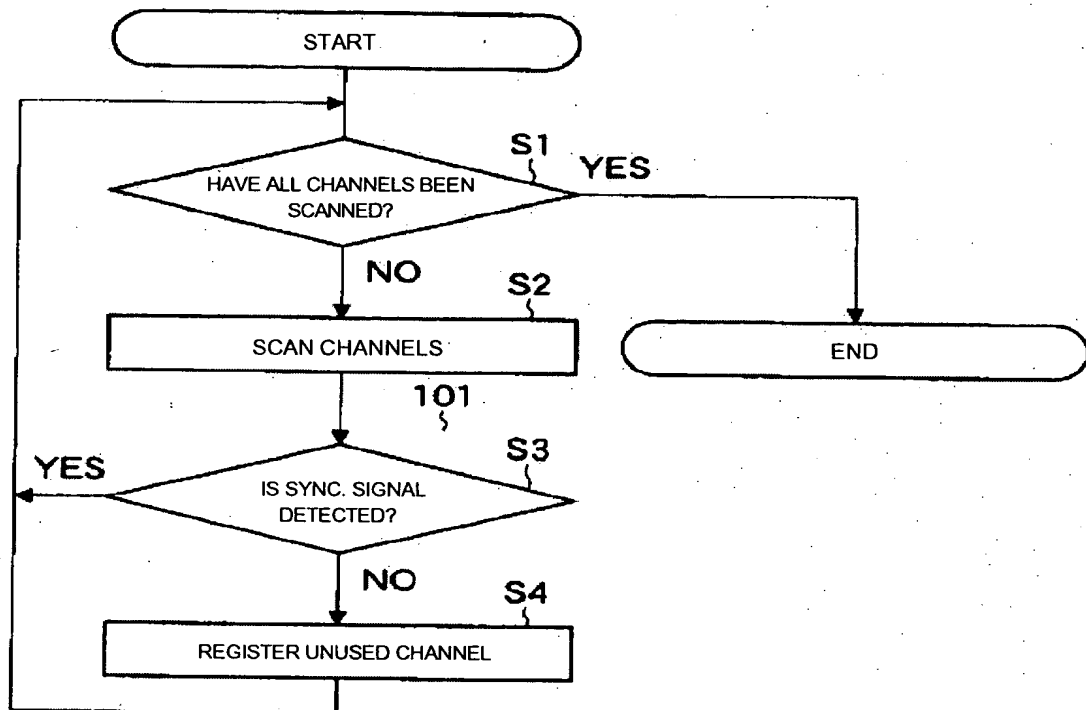 START
S1
YES
HAVE ALL CHANNELS BEEN
SCANNED?
NO
S2
SCAN CHANNELS
END
101
YES
S3
IS SYNC. SIGNAL
DETECTED?
NO
S4
REGISTER UNUSED CHANNEL